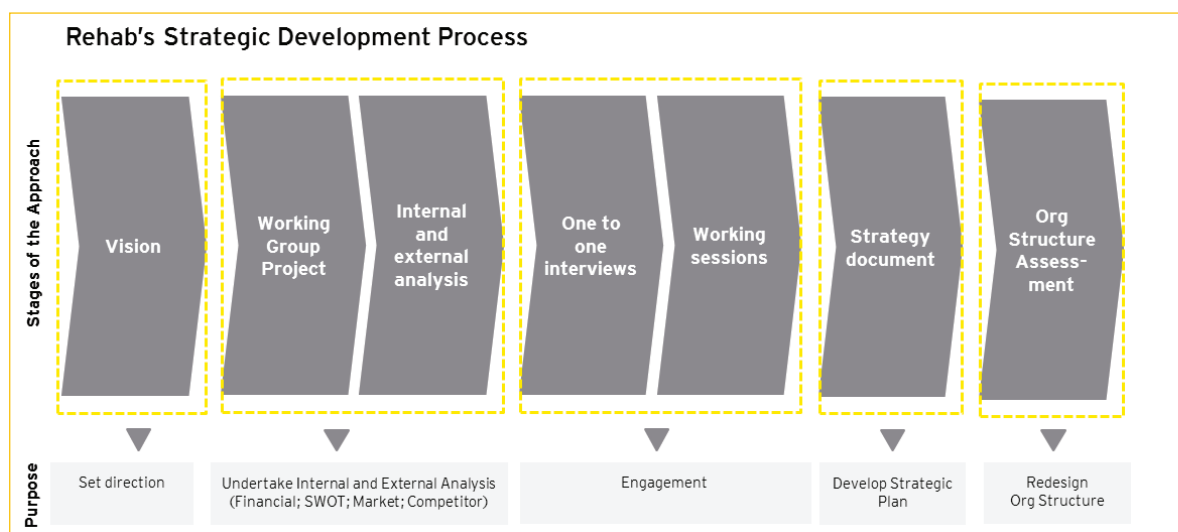 Rehab's Strategic Development Process
Stages of the Approach
Vision
Working
Group
Project
Internal
and
external
analysis
One to
one
interviews
Working
sessions
Strategy
document
Org
Structure
Assess-
ment
Purpose
Set direction
Undertake Internal and External Analysis
(Financial; SWOT; Market; Competitor)
Engagement
Develop Strategic
Plan
Redesign
Org Structure